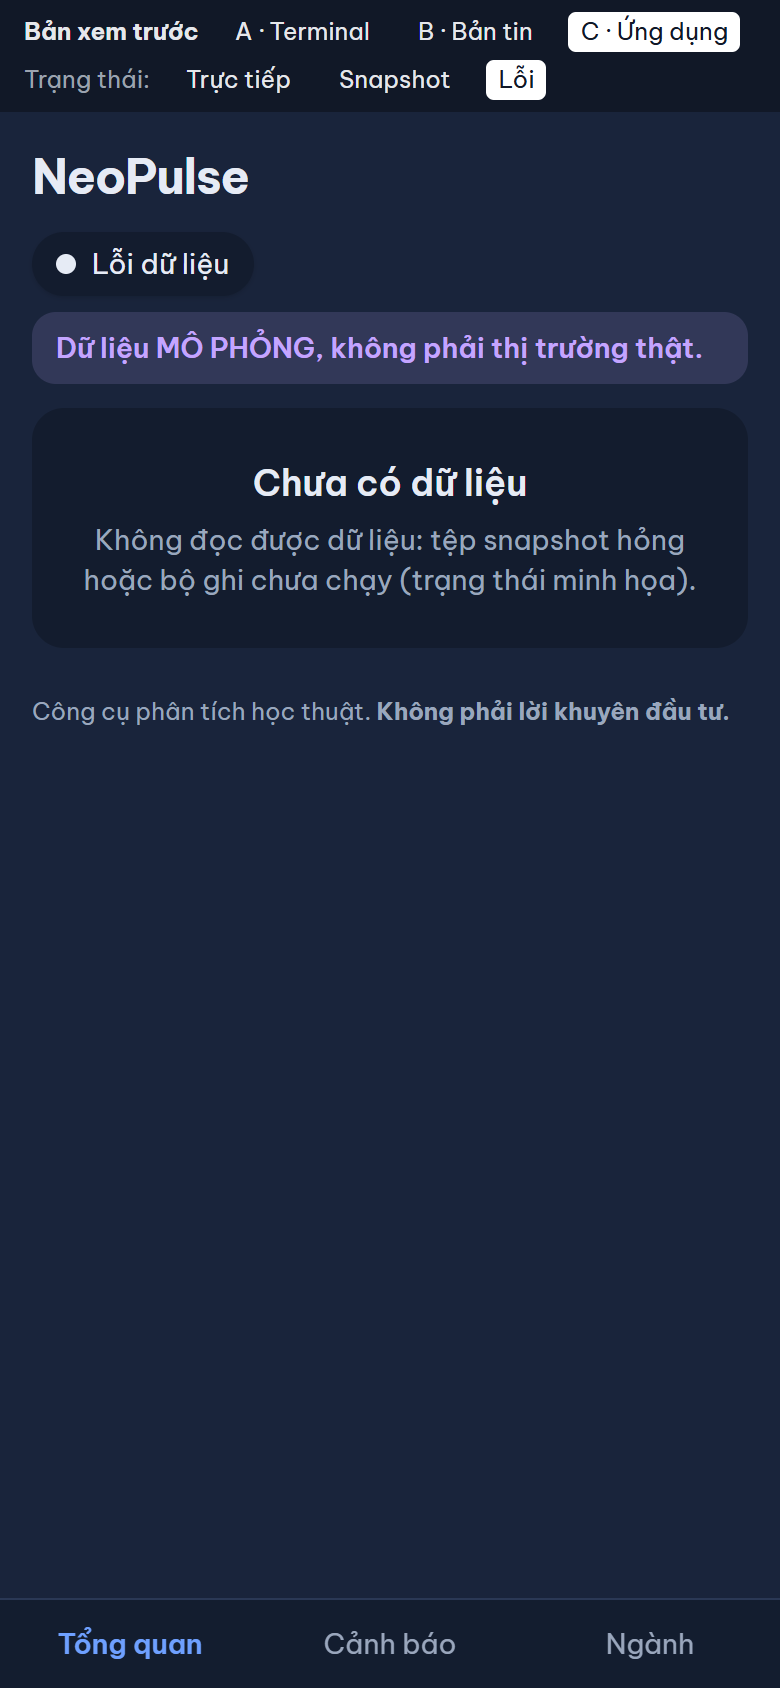 Bản xem trước A · Terminal B · Bản tin C · Ứng dụng
Trạng thái: Trực tiếp Snapshot Lỗi
NeoPulse
Lỗi dữ liệu
Dữ liệu MÔ PHỎNG, không phải thị trường thật.
Chưa có dữ liệu
Không đọc được dữ liệu: tệp snapshot hỏng
hoặc bộ ghi chưa chạy (trạng thái minh họa).
Công cụ phân tích học thuật. Không phải lời khuyên đầu tư.
Tổng quan Cảnh báo Ngành